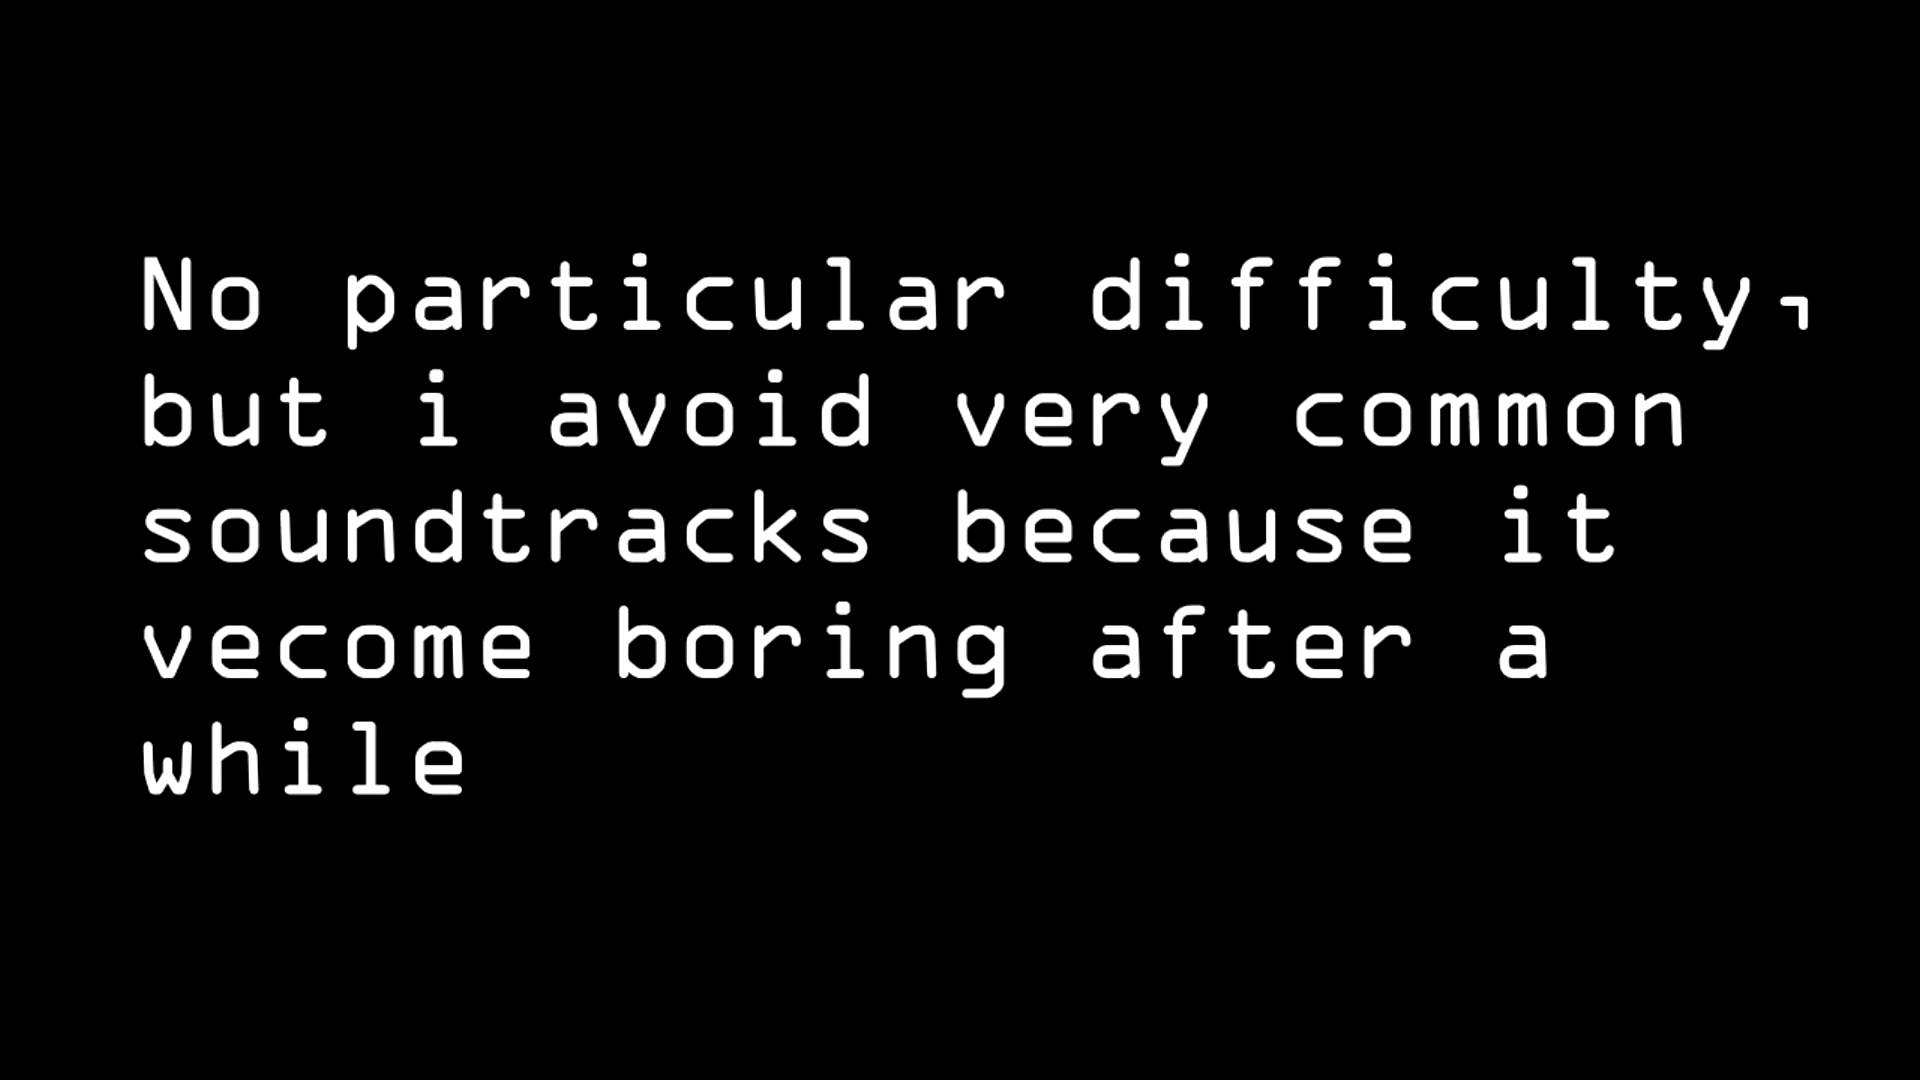 No particular difficulty,
but i avoid very common
soundtracks because it
vecome boring after a
while